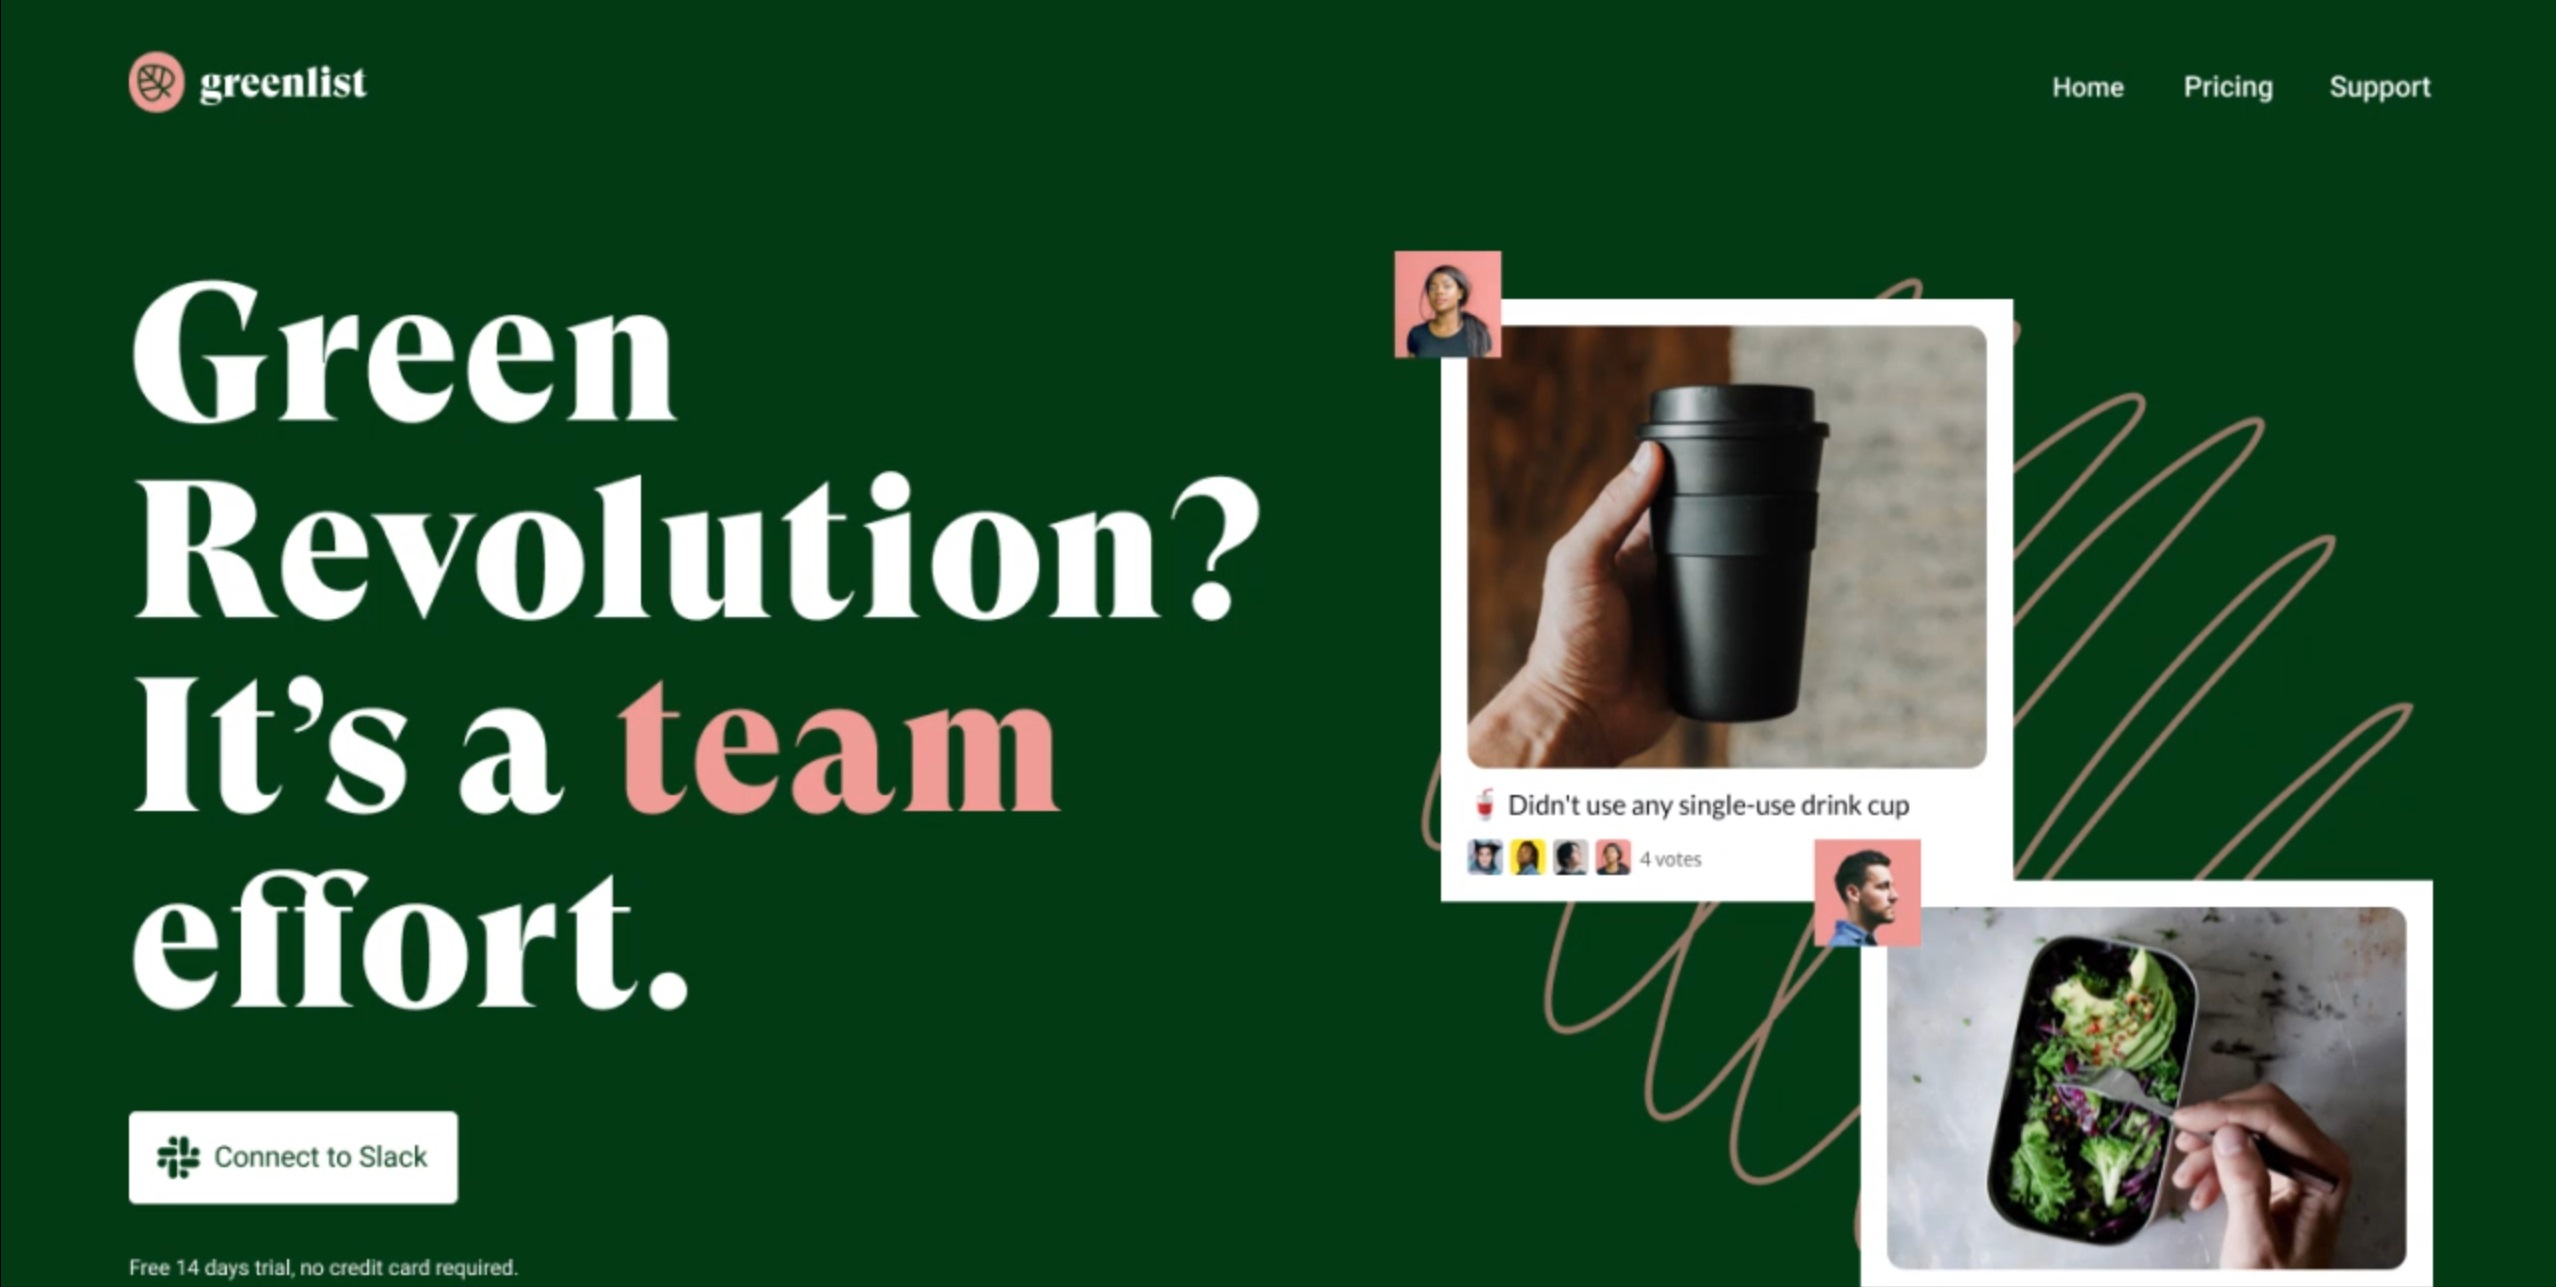 greenlist
Home
Pricing
Support
Green
Revolution?
It’s a team
effort.
Connect to Slack
Free 14 days trial, no credit card required.
Didn't use any single-use drink cup
4 votes